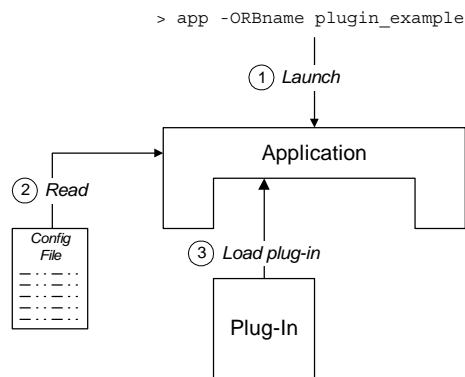 > app -ORBname plugin_example
1 Launch
Application
2 Read
Config
File
3 Load plug-in
Plug-In